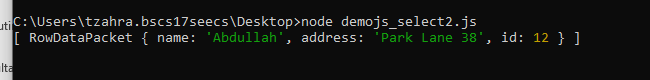 C:\Users\tzahra.bscs17seecs\Desktop>node demojs_select2.js
[ RowDataPacket { name: 'Abdullah', address: 'Park Lane 38', id: 12 } ]